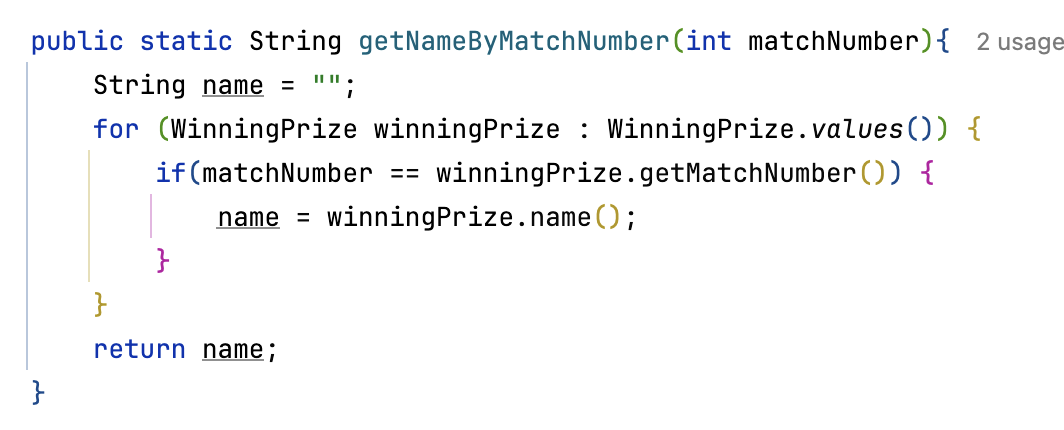 public static String getNameByMatchNumber(int matchNumber){ 2 usage
    String name = "";
    for (WinningPrize winningPrize : WinningPrize.values()) {
        if(matchNumber == winningPrize.getMatchNumber()) {
            name = winningPrize.name();
        }
    }
    return name;
}